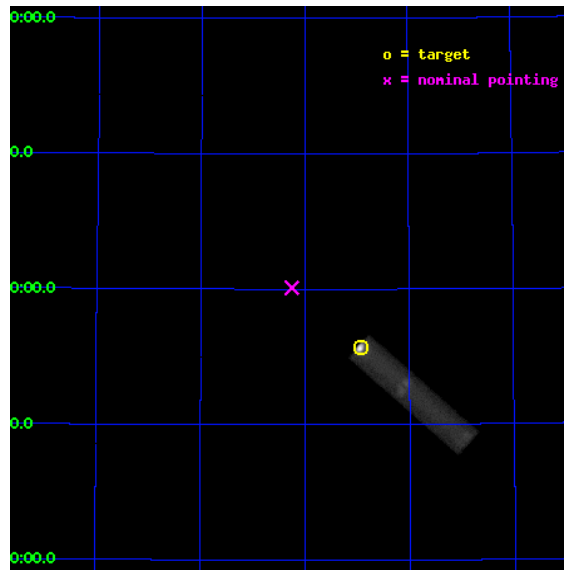 0:00.0
o = target
x = nominal pointing
0.0
0:00.0
0.0
0:00.0